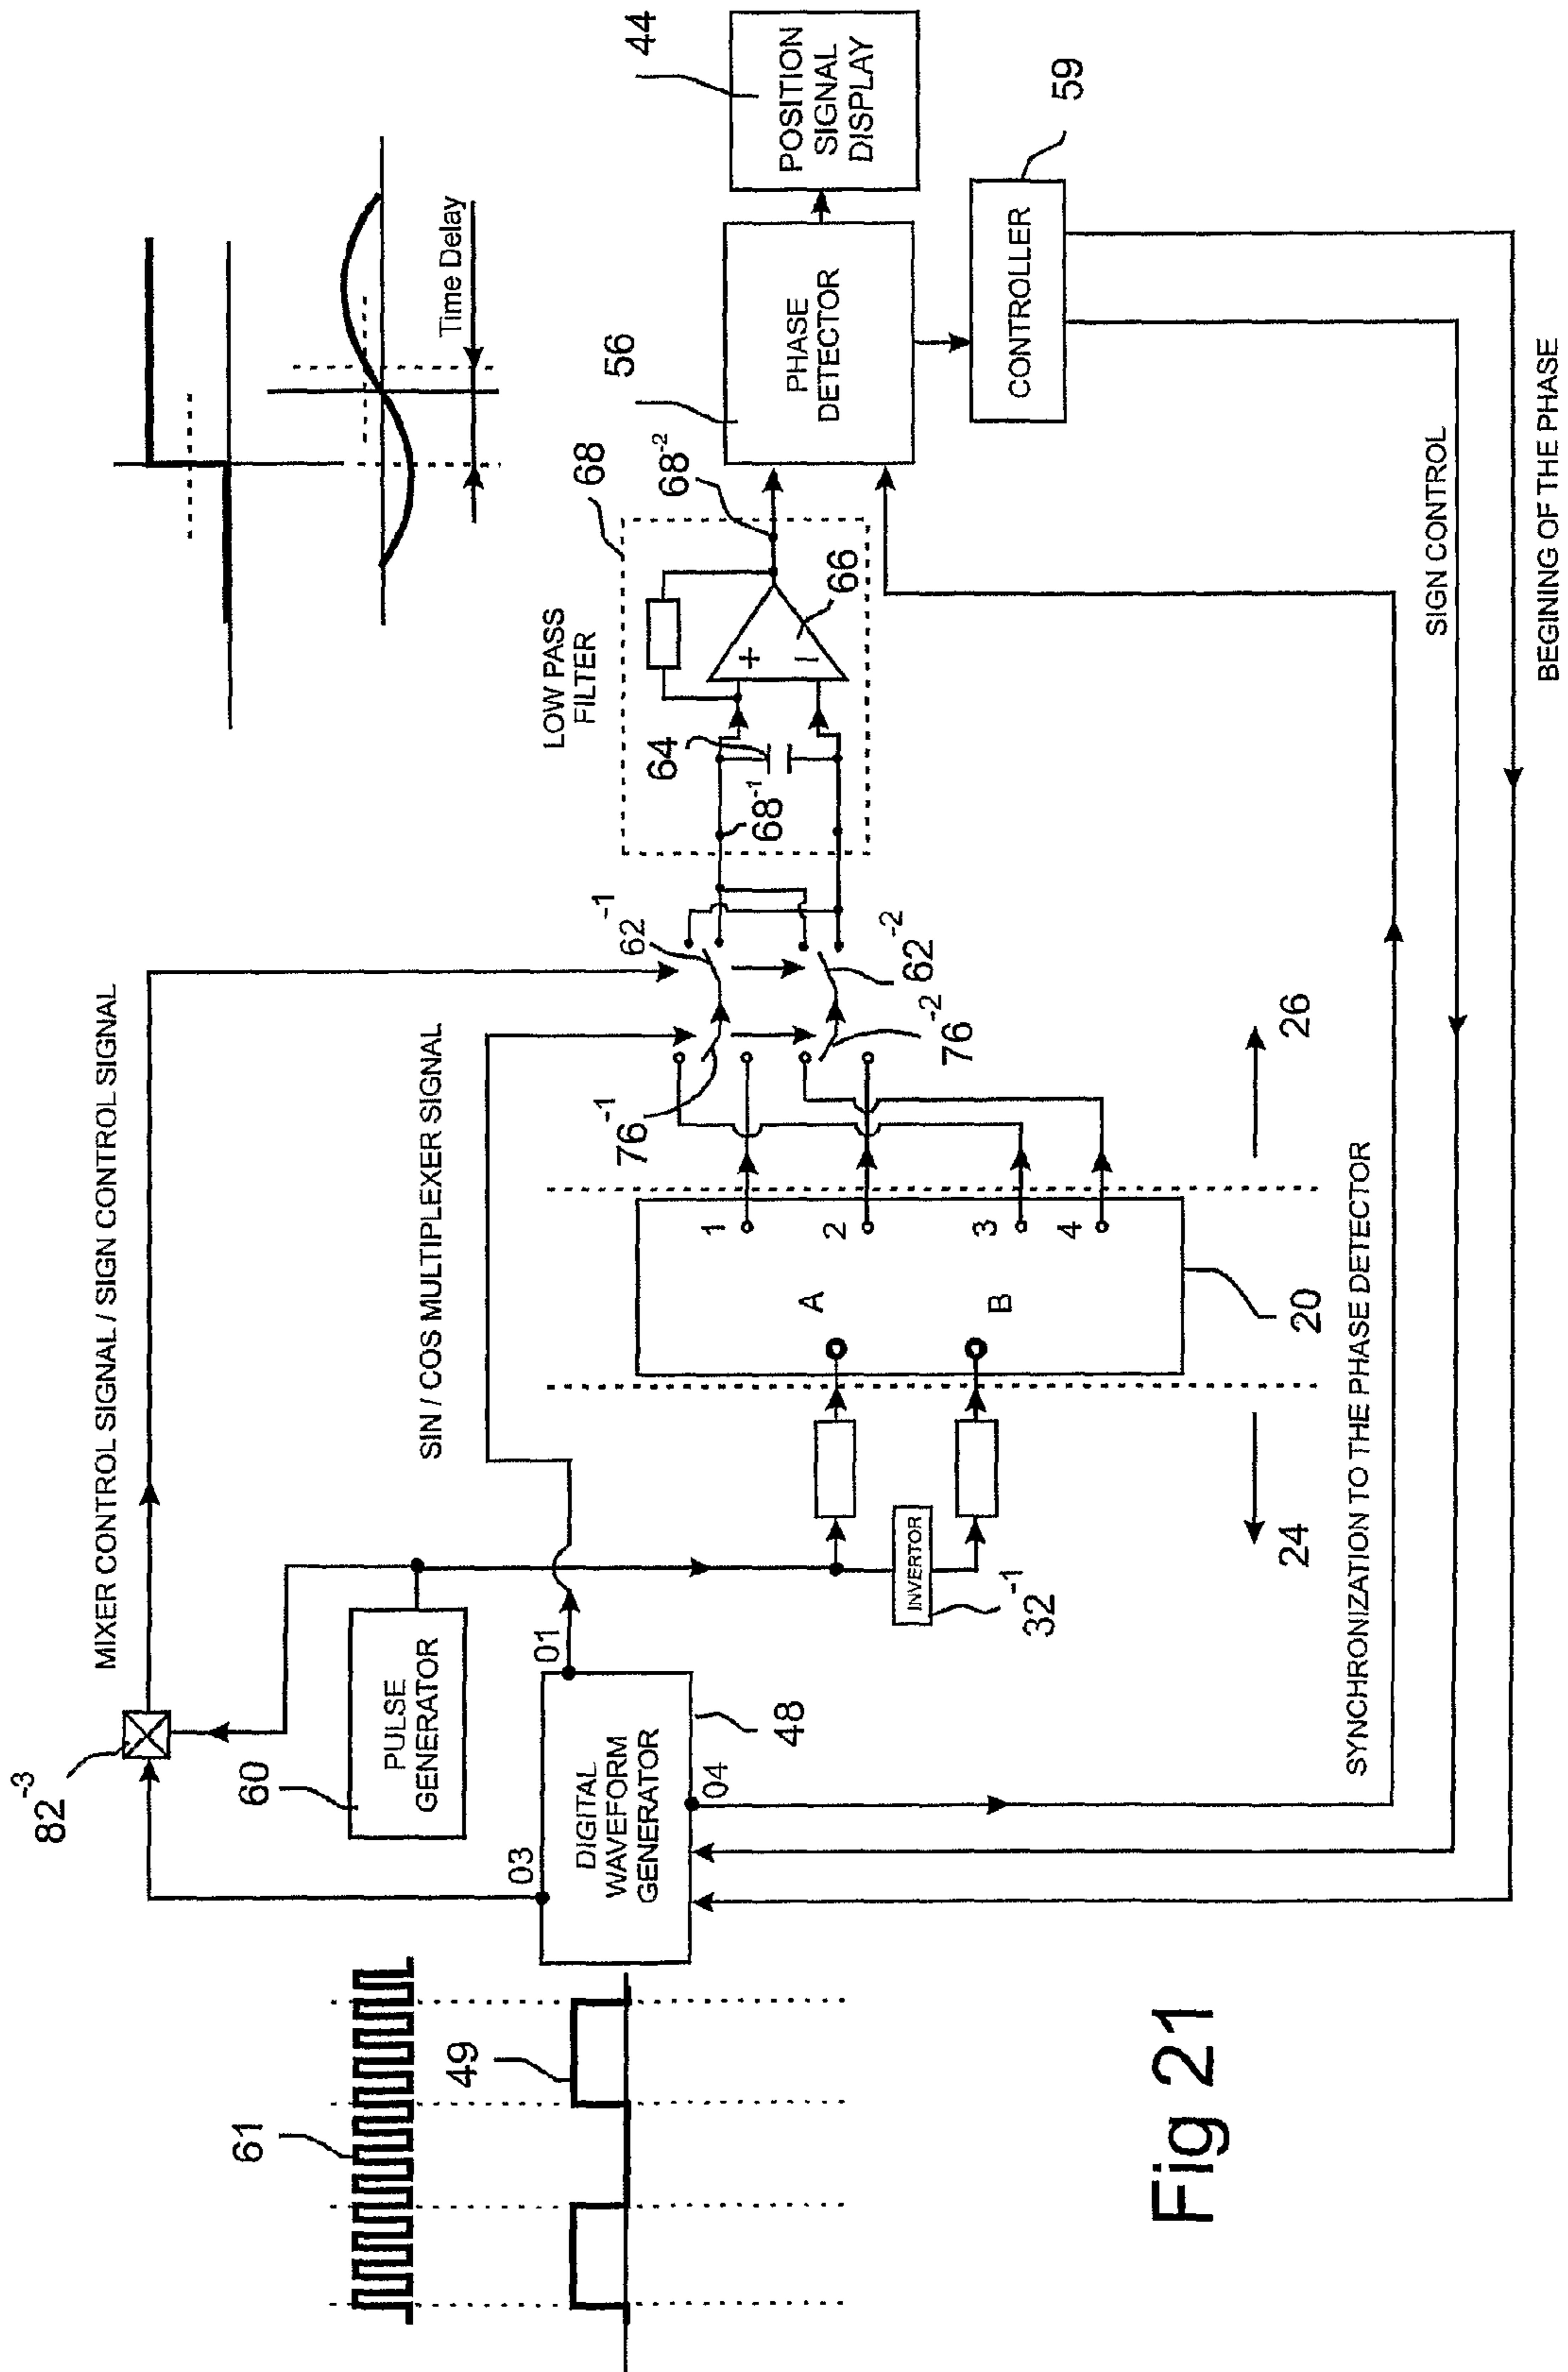 61
49
82-3
60
PULSE
GENERATOR
03
01
04
DIGITAL
WAVEFORM
GENERATOR
48
MIXER CONTROL SIGNAL / SIGN CONTROL SIGNAL
SIN / COS MULTIPLEXER SIGNAL
INVERTOR
32-1
24
A
B
20
1
2
3
4
26
76-1
76-2
62-1
62-2
LOW PASS
FILTER
68
68-1
64
+
–
66
68-2
56
PHASE
DETECTOR
44
POSITION
SIGNAL
DISPLAY
CONTROLLER
59
Time Delay
SYNCHRONIZATION TO THE PHASE DETECTOR
SIGN CONTROL
BEGINING OF THE PHASE
Fig 21